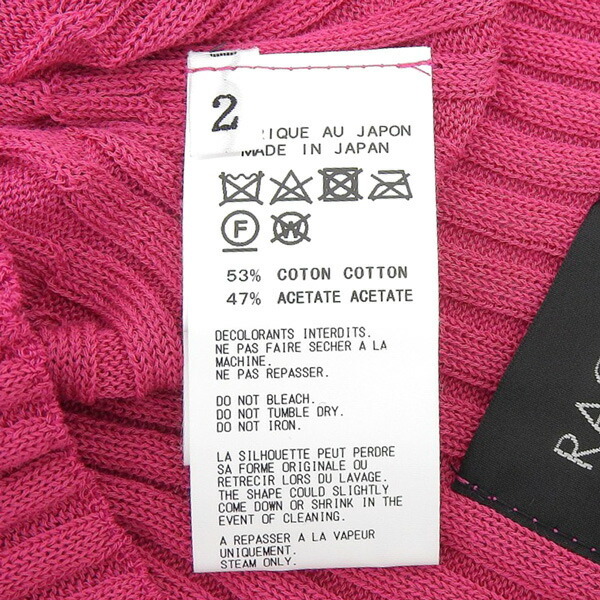 2
RIQUE AU JAPON
MADE IN JAPAN
F
W
53% COTON COTTON
47% ACETATE ACETATE
DECOLORANTS INTERDITS.
NE PAS FAIRE SECHER A LA
MACHINE.
NE PAS REPASSER.
DO NOT BLEACH.
DO NOT TUMBLE DRY.
DO NOT IRON.
LA SILHOUETTE PEUT PERDRE
SA FORME ORIGINALE OU
RETRECIR LORS DU LAVAGE.
THE SHAPE COULD SLIGHTLY
COME DOWN OR SHRINK IN THE
EVENT OF CLEANING.
A REPASSER A LA VAPEUR
UNIQUEMENT.
STEAM ONLY.